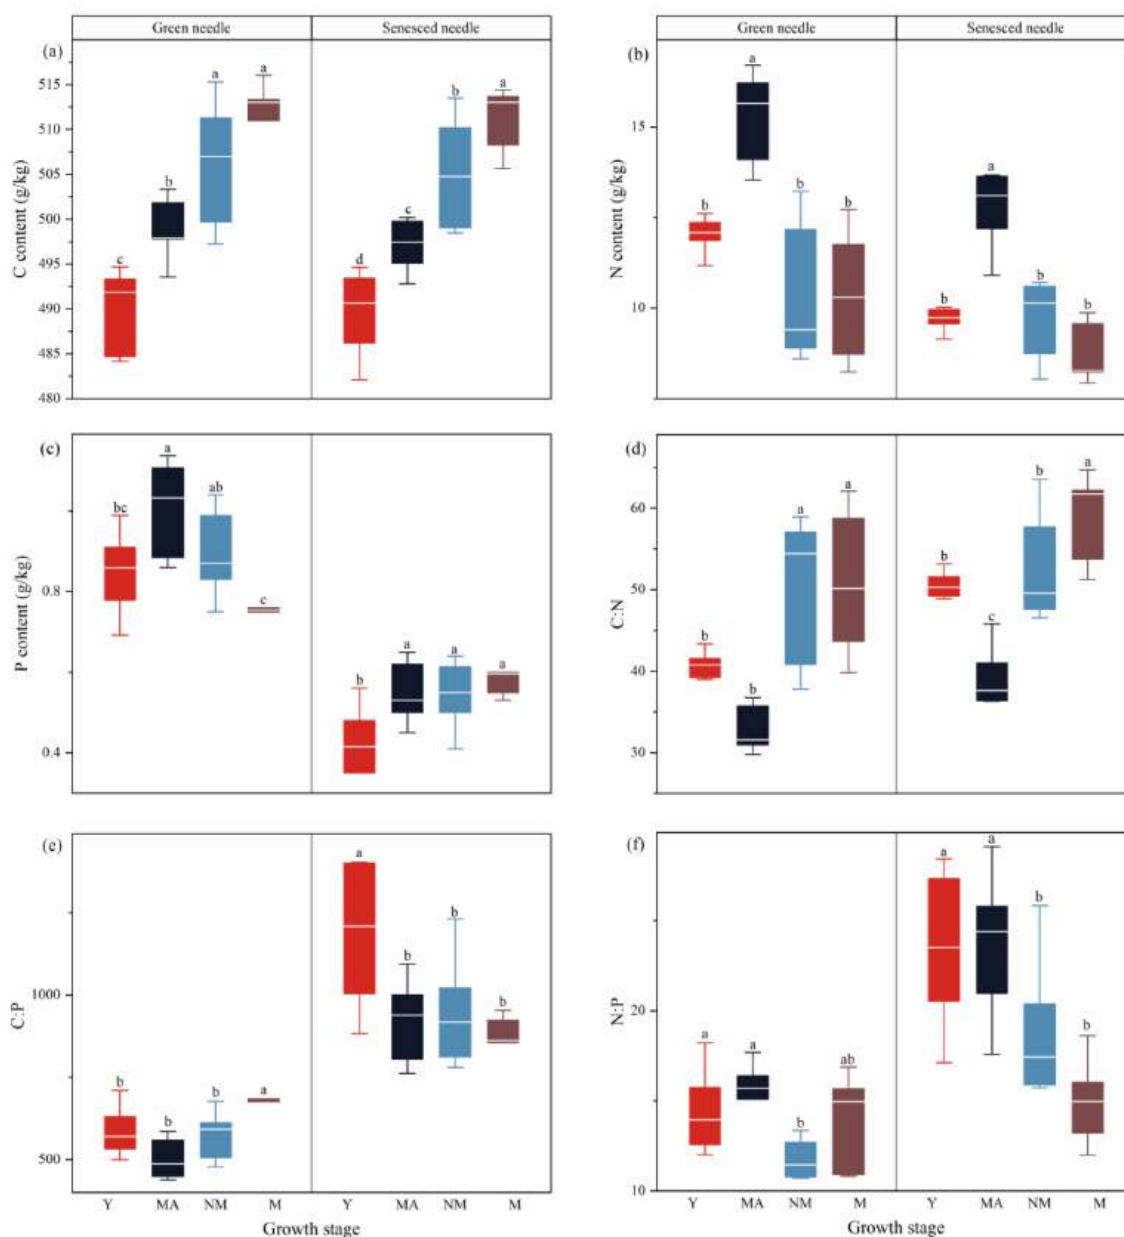 Green needle Senesced needle
(a)
C content (g/kg)
515
510
505
500
495
490
485
480
c b a a
d c b a
Green needle Senesced needle
(b)
N content (g/kg)
15
10
b a b b
b a b b
(c)
P content (g/kg)
0.8
0.4
bc a ab c
b a a a
(d)
C:N
60
50
40
30
b b a a
b c b a
(e)
C:P
1000
500
b b b a
a b b b
Y MA NM M Y MA NM M
Growth stage
(f)
N:P
20
10
a a b ab
a a b b
Y MA NM M Y MA NM M
Growth stage